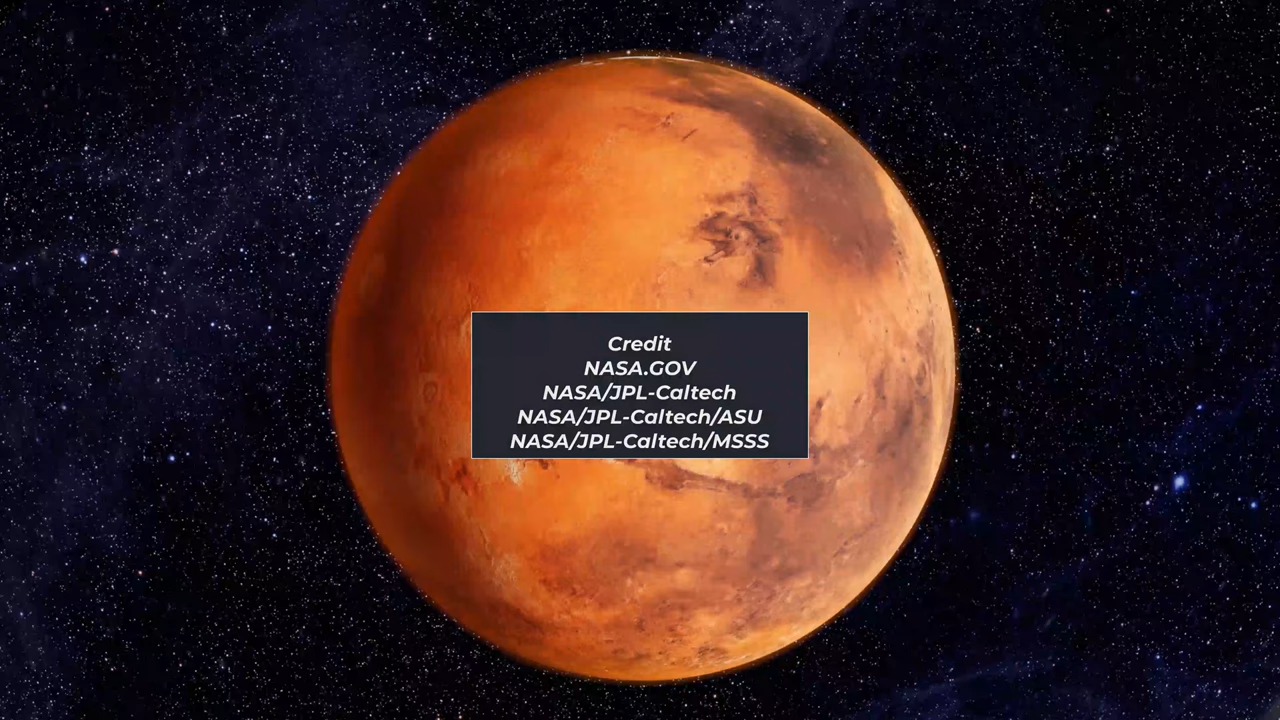 Credit
NASA.GOV
NASA/JPL-Caltech
NASA/JPL-Caltech/ASU
NASA/JPL-Caltech/MSSS